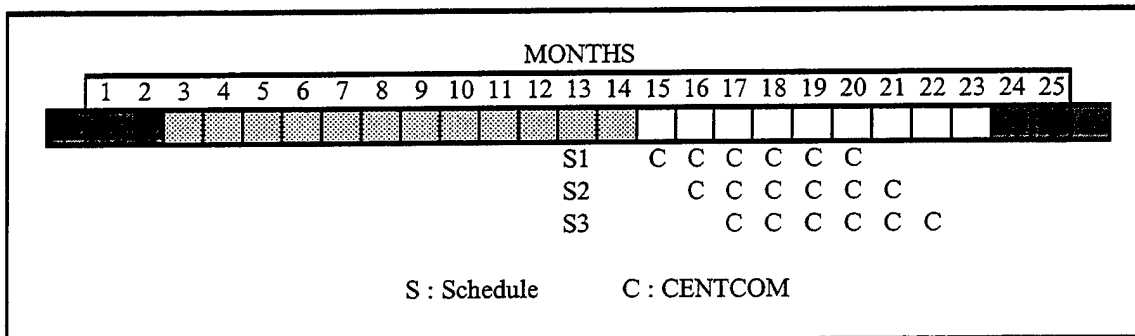 MONTHS
1 2 3 4 5 6 7 8 9 10 11 12 13 14 15 16 17 18 19 20 21 22 23 24 25
S1 C C C C C C
S2 C C C C C C
S3 C C C C C C
S : Schedule C : CENTCOM